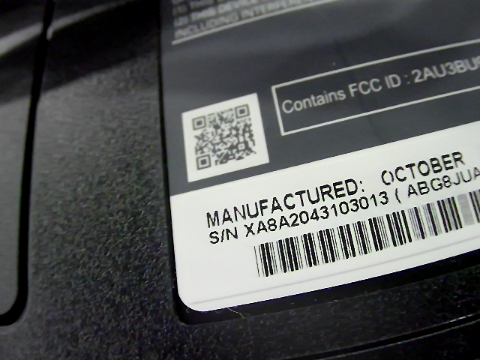 INCLUDING INTERFERENCE
Contains FCC ID : 2AU3BU
MANUFACTURED: OCTOBER
S/N XA8A2043103013 ( ABG8JUA